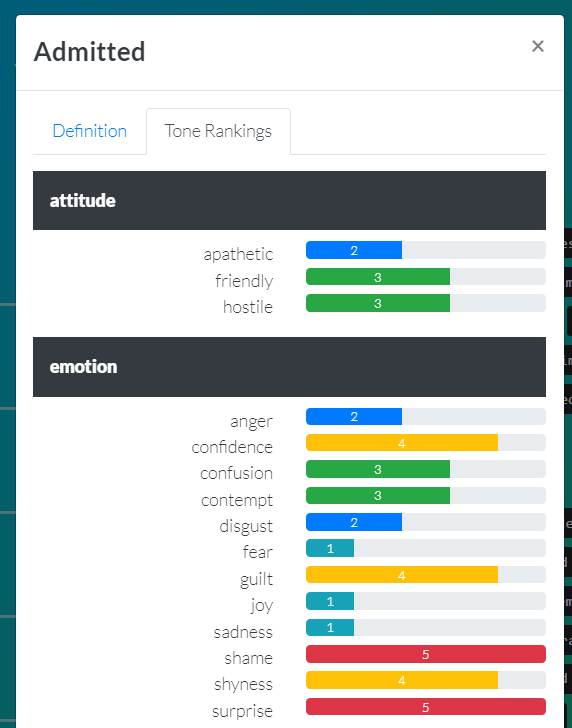 Admitted ×
Definition Tone Rankings
attitude
apathetic 2
friendly 3
hostile 3
emotion
anger 2
confidence 4
confusion 3
contempt 3
disgust 2
fear 1
guilt 4
joy 1
sadness 1
shame 5
shyness 4
surprise 5